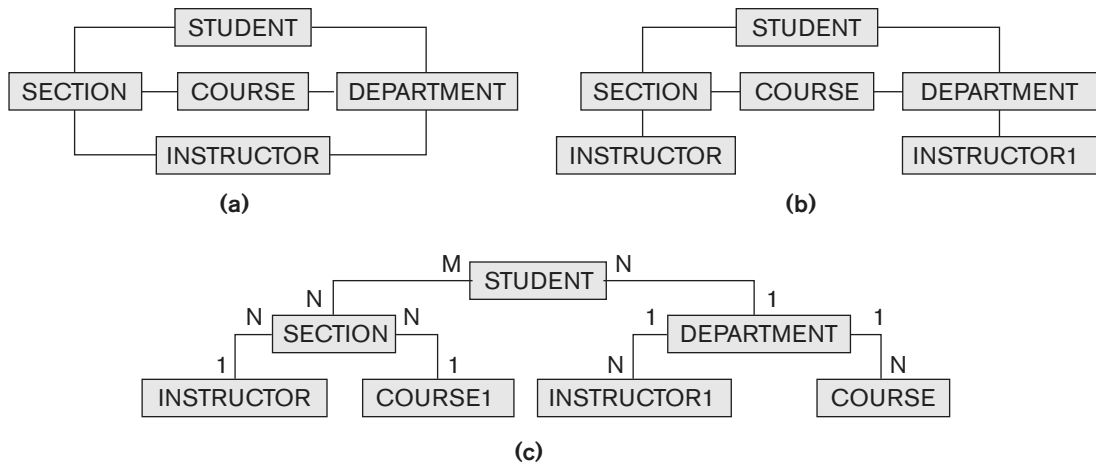 STUDENT STUDENT
SECTION COURSE DEPARTMENT SECTION COURSE DEPARTMENT
INSTRUCTOR INSTRUCTOR INSTRUCTOR1
(a) (b)
M STUDENT N
N 1
N SECTION N 1 DEPARTMENT 1
1 1 N N
INSTRUCTOR COURSE1 INSTRUCTOR1 COURSE
(c)